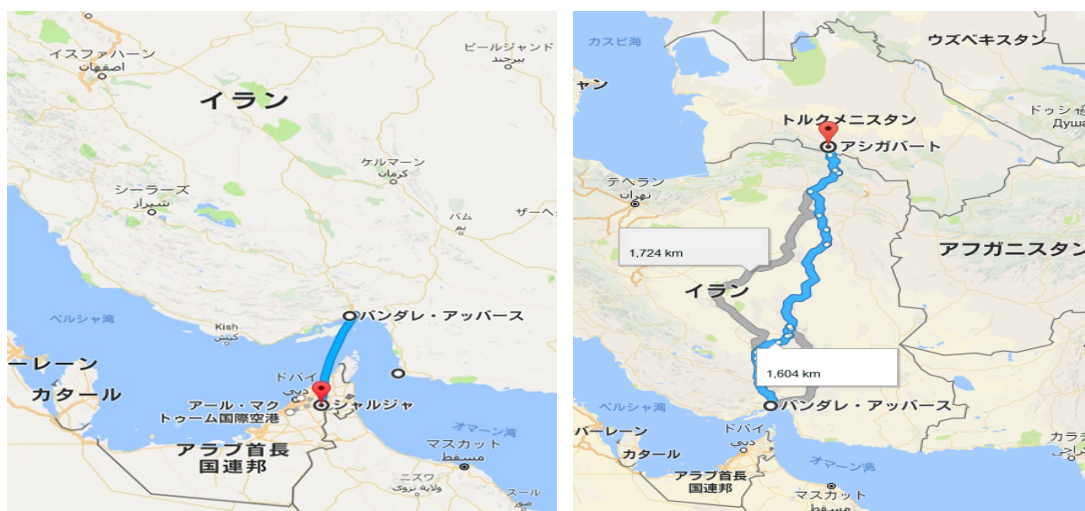 イスファハーン
اصفهان
ビールジャンド
بیرجند
イラン
ケルマーン
کرمان
シーラーズ
شیراز
バム
بم
ザーヘ
ペルシャ湾
Kish
کیش
バンダレ・アッバース
ーレーン
カタール
ドバイ
دبي
アール・マク
トゥーム国際空港
シャルジャ
アラブ首長
国連邦
オマーン湾
マスカット
مسقط
ニズワ
ولاية نزوى
スール
صور
カスピ海
ウズベキスタン
ャン
ドゥシャ
Душа
トルクメニスタン
アシガバート
テヘラン
تهران
1,724 km
アフガニスタン
イラン
1,604 km
バンダレ・アッバース
ペルシャ湾
バーレーン
カタール
ドバイ
دبي
アラブ首長
国連邦
オマーン湾
カラチ
マスカット
مسقط